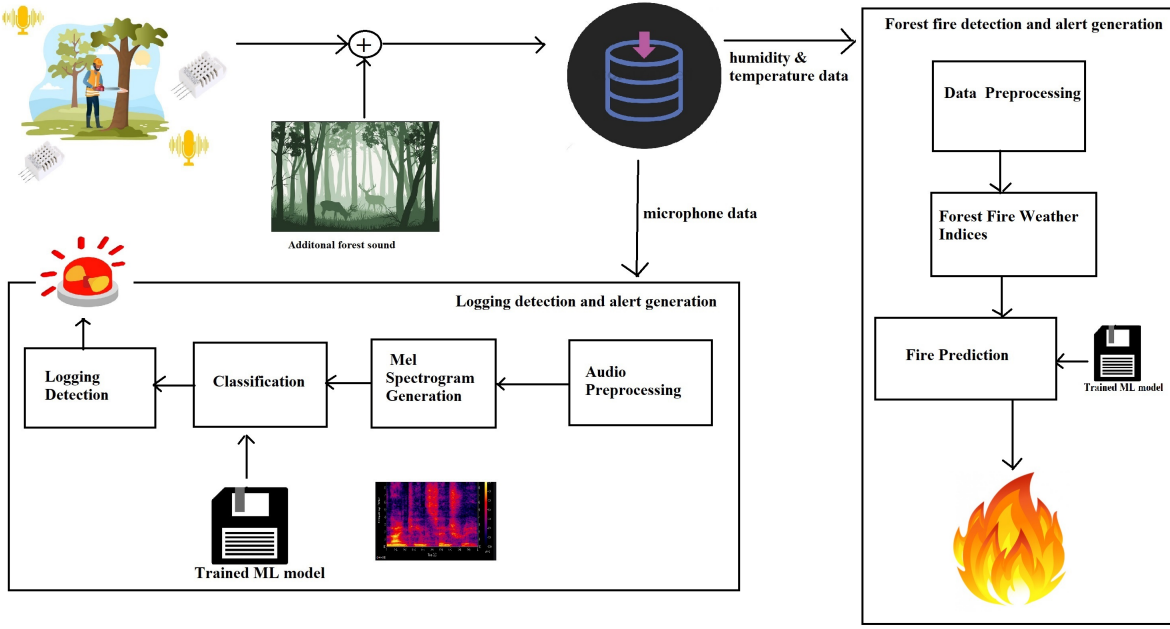 Forest fire detection and alert generation
humidity &
temperature data
Data Preprocessing
microphone data
Additonal forest sound
Forest Fire Weather
Indices
Logging detection and alert generation
Fire Prediction
Trained ML model
Logging
Detection
Classification
Mel
Spectrogram
Generation
Audio
Preprocessing
Trained ML model